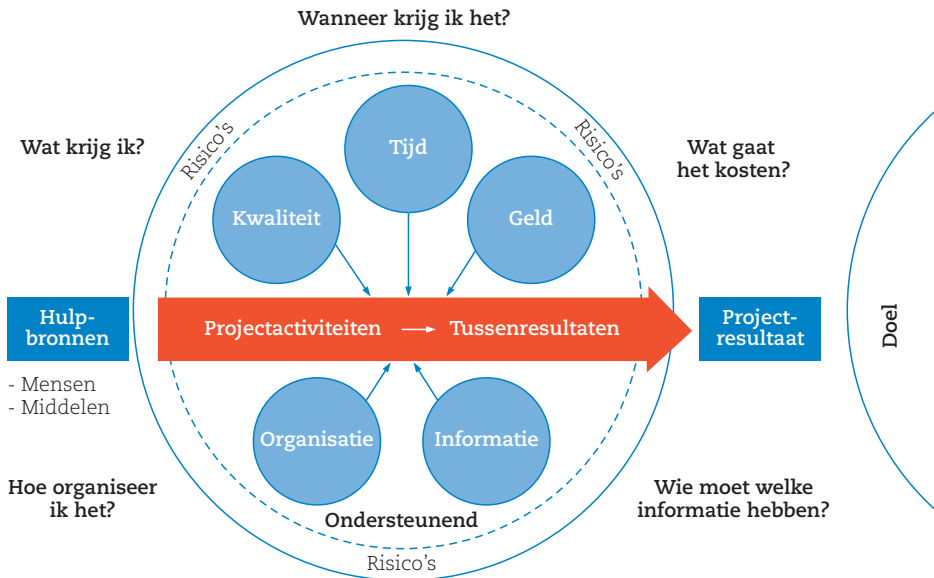 Wanneer krijg ik het?
Risico's
Risico's
Wat krijg ik?
Tijd
Wat gaat
het kosten?
Kwaliteit
Geld
Hulp-
bronnen
Projectactiviteiten → Tussenresultaten
Project-
resultaat
Doel
- Mensen
- Middelen
Organisatie
Informatie
Hoe organiseer
ik het?
Wie moet welke
informatie hebben?
Ondersteunend
Risico's